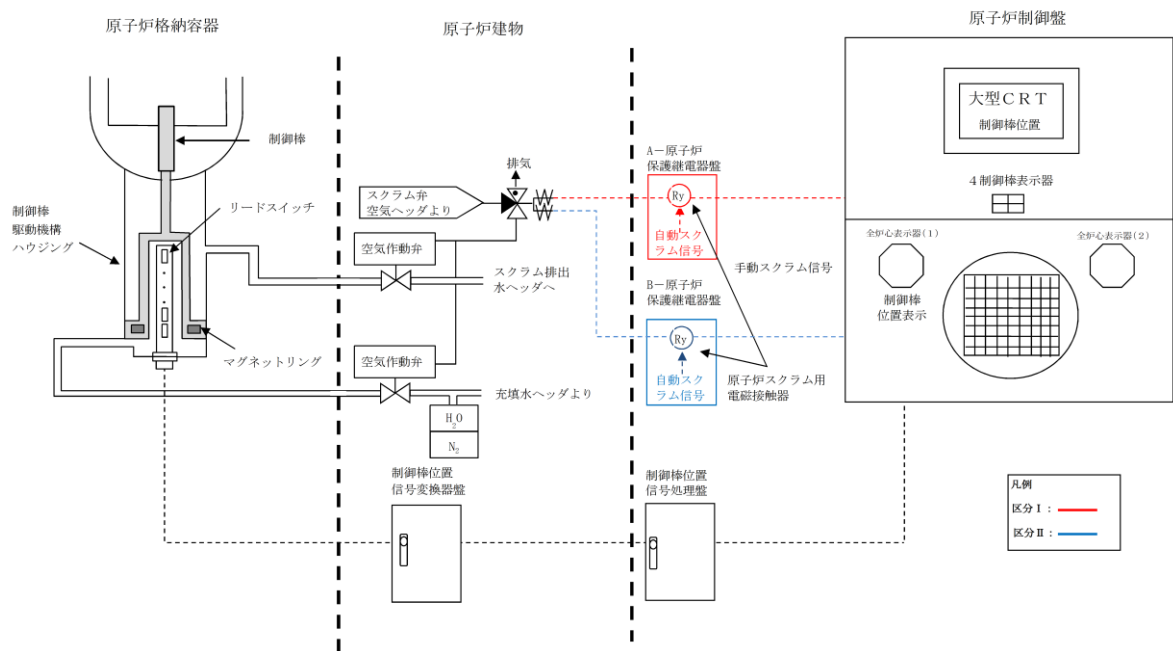 原子炉格納容器
原子炉建物
原子炉制御盤
制御棒
制御棒
駆動機構
ハウジング
リードスイッチ
マグネットリング
排気
スクラム弁
空気ヘッダより
空気作動弁
スクラム排出
水ヘッダへ
空気作動弁
充填水ヘッダより
H₂O
N₂
制御棒位置
信号変換器盤
A－原子炉
保護継電器盤
Ry
自動スク
ラム信号
手動スクラム信号
B－原子炉
保護継電器盤
Ry
自動スク
ラム信号
原子炉スクラム用
電磁接触器
制御棒位置
信号処理盤
大型ＣＲＴ
制御棒位置
４制御棒表示器
全炉心表示器(1)
全炉心表示器(2)
制御棒
位置表示
凡例
区分Ⅰ：
区分Ⅱ：